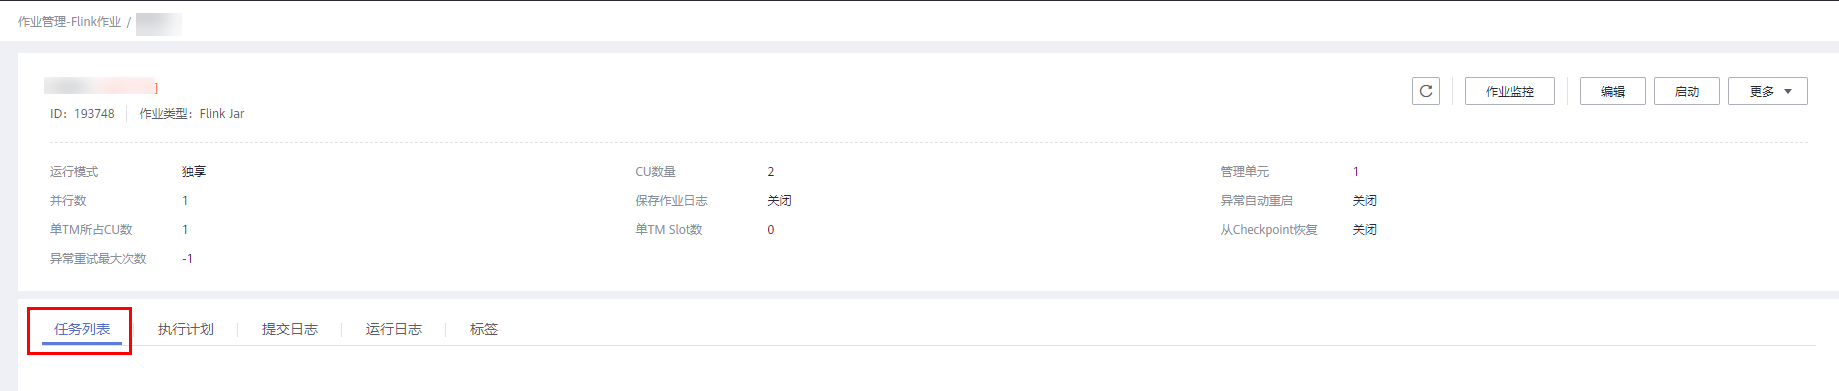 作业管理-Flink作业 /
]
ID：193748 作业类型：Flink Jar
作业监控 编辑 启动 更多
运行模式 独享 CU数量 2 管理单元 1
并行数 1 保存作业日志 关闭 异常自动重启 关闭
单TM所占CU数 1 单TM Slot数 0 从Checkpoint恢复 关闭
异常重试最大次数 -1
任务列表 执行计划 提交日志 运行日志 标签